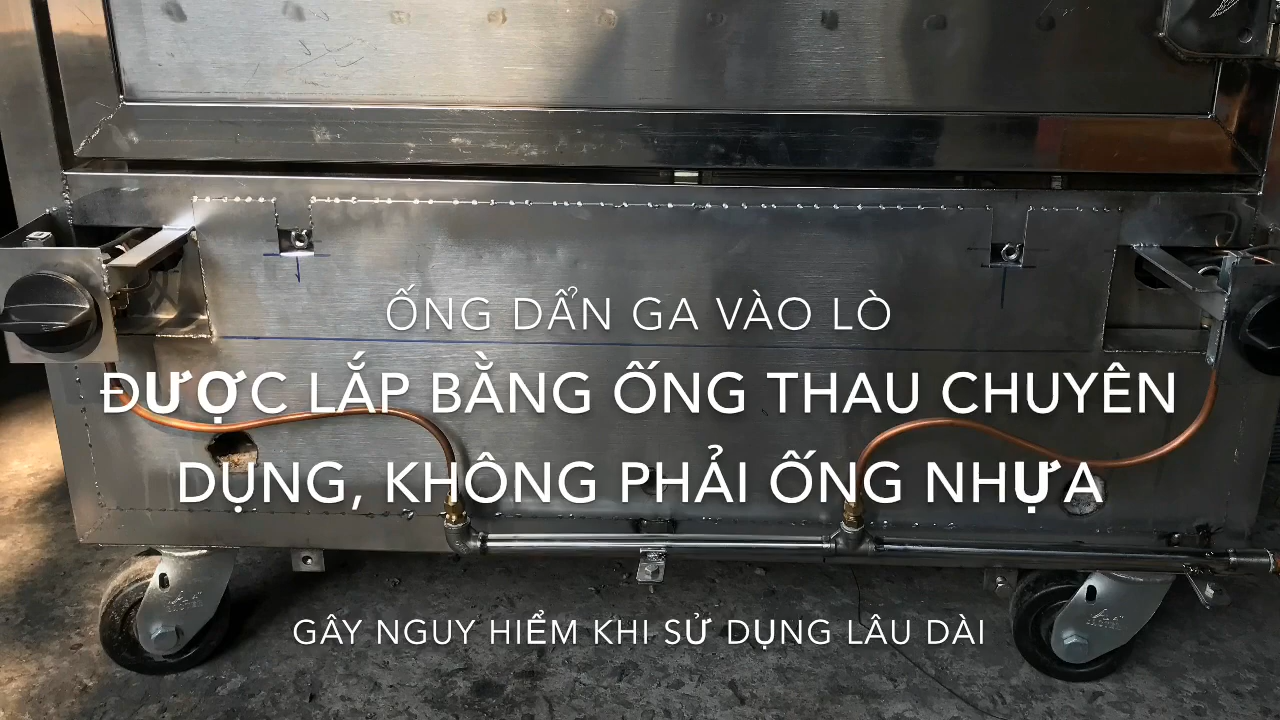 ỐNG DẨN GA VÀO LÒ
ĐƯỢC LẮP BẰNG ỐNG THAU CHUYÊN
DỤNG, KHÔNG PHẢI ỐNG NHỰA
GÂY NGUY HIỂM KHI SỬ DỤNG LÂU DÀI